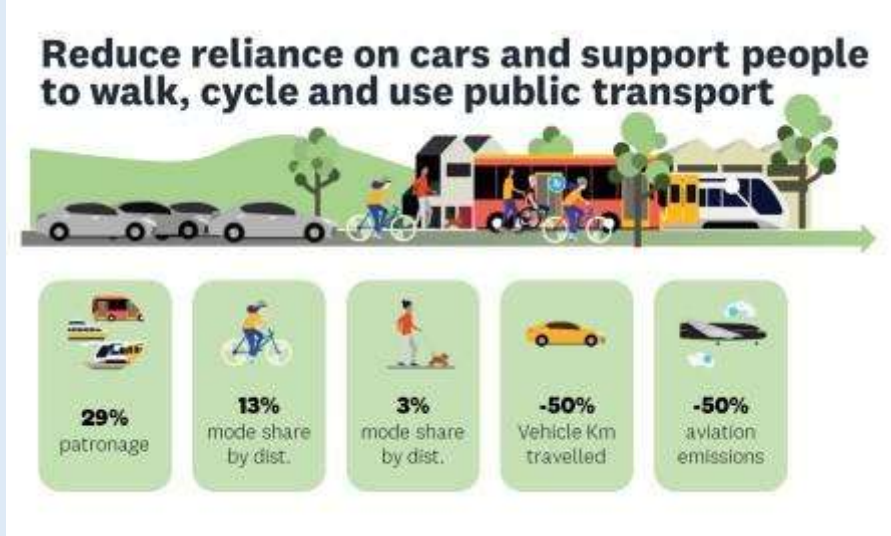 Reduce reliance on cars and support people
to walk, cycle and use public transport
29%
patronage
13%
mode share
by dist.
3%
mode share
by dist.
-50%
Vehicle Km
travelled
-50%
aviation
emissions